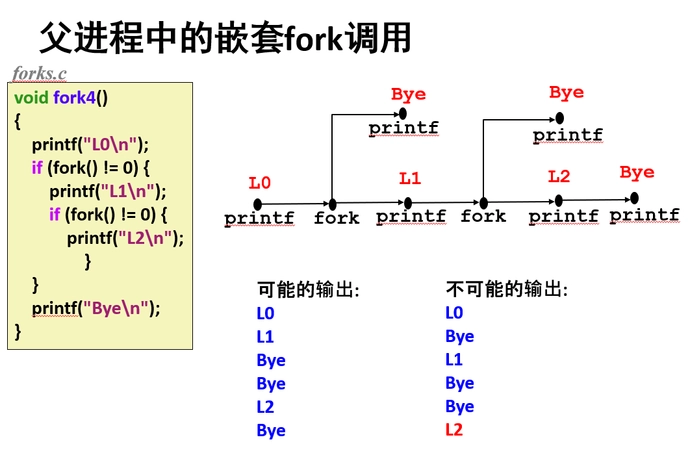 父进程中的嵌套fork调用
forks.c
void fork4()
{
printf("L0\n");
if (fork() != 0) {
printf("L1\n");
if (fork() != 0) {
printf("L2\n");
}
}
printf("Bye\n");
}
Bye
printf
Bye
printf
L0
L1
L2
Bye
printf
fork
printf
fork
printf
printf
可能的输出:
L0
L1
Bye
Bye
L2
Bye
不可能的输出:
L0
Bye
L1
Bye
Bye
L2